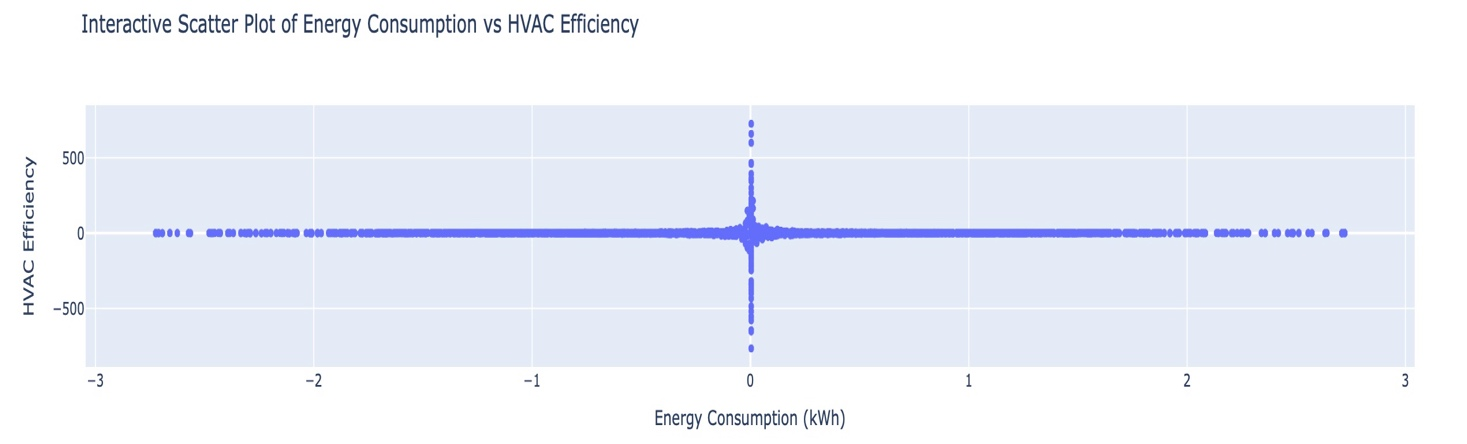 Interactive Scatter Plot of Energy Consumption vs HVAC Efficiency
HVAC Efficiency
500
0
−500
−3 −2 −1 0 1 2 3
Energy Consumption (kWh)